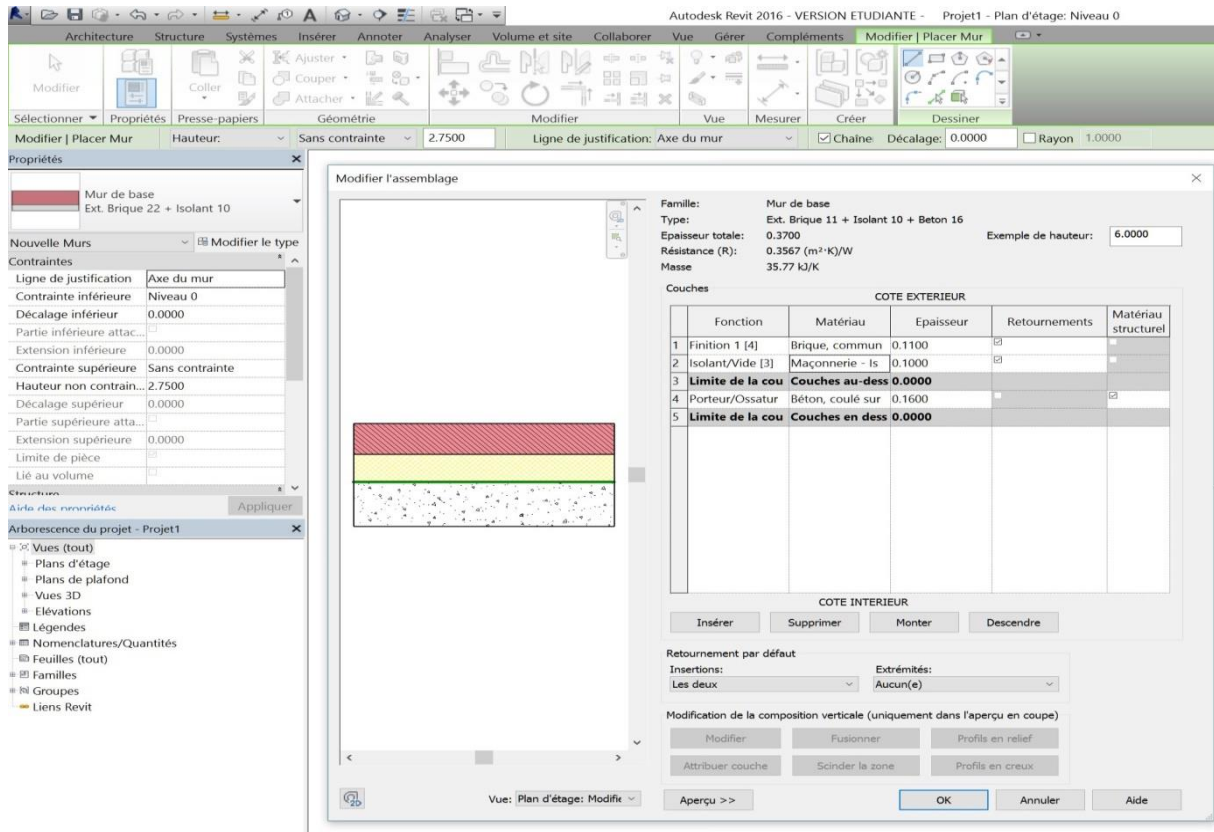 Autodesk Revit 2016 - VERSION ETUDIANTE - Projet1 - Plan d'étage: Niveau 0
Architecture Structure Systèmes Insérer Annoter Analyser Volume et site Collaborer Vue Gérer Compléments Modifier | Placer Mur
Modifier Coller Ajuster
Couper
Attacher
Sélectionner Propriétés Presse-papiers Géométrie Modifier Vue Mesurer Créer Dessiner
Modifier | Placer Mur Hauteur: Sans contrainte 2.7500 Ligne de justification: Axe du mur Chaîne Décalage: 0.0000 Rayon 1.0000
Propriétés
Mur de base
Ext. Brique 22 + Isolant 10
Nouvelle Murs Modifier le type
Contraintes
Ligne de justification Axe du mur
Contrainte inférieure Niveau 0
Décalage inférieur 0.0000
Partie inférieure attac...
Extension inférieure 0.0000
Contrainte supérieure Sans contrainte
Hauteur non contrain... 2.7500
Décalage supérieur 0.0000
Partie supérieure atta...
Extension supérieure 0.0000
Limite de pièce
Lié au volume
Structure
Aide des propriétés Appliquer
Arborescence du projet - Projet1
Vues (tout)
Plans d'étage
Plans de plafond
Vues 3D
Elévations
Légendes
Nomenclatures/Quantités
Feuilles (tout)
Familles
Groupes
Liens Revit
Modifier l'assemblage
Famille: Mur de base
Type: Ext. Brique 11 + Isolant 10 + Beton 16
Epaisseur totale: 0.3700 Exemple de hauteur: 6.0000
Résistance (R): 0.3567 (m²·K)/W
Masse 35.77 kJ/K
Couches
COTE EXTERIEUR
Fonction Matériau Epaisseur Retournements Matériau structurel
1 Finition 1 [4] Brique, commun 0.1100
2 Isolant/Vide [3] Maçonnerie - Is 0.1000
3 Limite de la cou Couches au-dess 0.0000
4 Porteur/Ossatur Béton, coulé sur 0.1600
5 Limite de la cou Couches en dess 0.0000
COTE INTERIEUR
Insérer Supprimer Monter Descendre
Retournement par défaut
Insertions: Extrémités:
Les deux Aucun(e)
Modification de la composition verticale (uniquement dans l'aperçu en coupe)
Modifier Fusionner Profils en relief
Attribuer couche Scinder la zone Profils en creux
2D Vue: Plan d'étage: Modifie Aperçu >> OK Annuler Aide